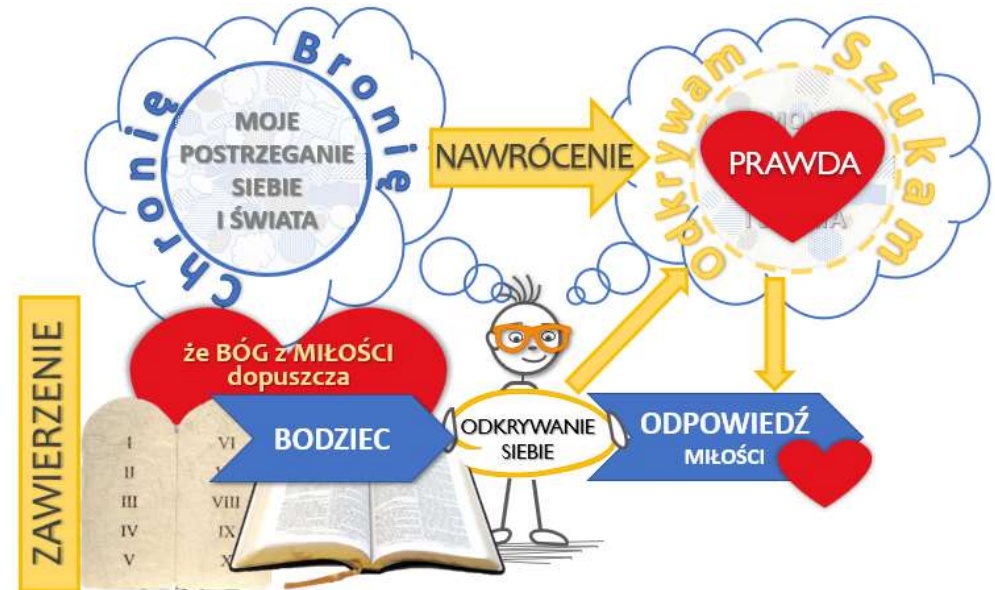 Chronię
Bronię
MOJE
POSTRZEGANIE
SIEBIE
I ŚWIATA
NAWRÓCENIE
Odkrywam
Szukam
PRAWDA
ZAWIERZENIE
że BÓG z MIŁOŚCI
dopuszcza
BODZIEC
ODKRYWANIE
SIEBIE
ODPOWIEDŹ
MIŁOŚCI
I VI
II
III VIII
IV IX
V X